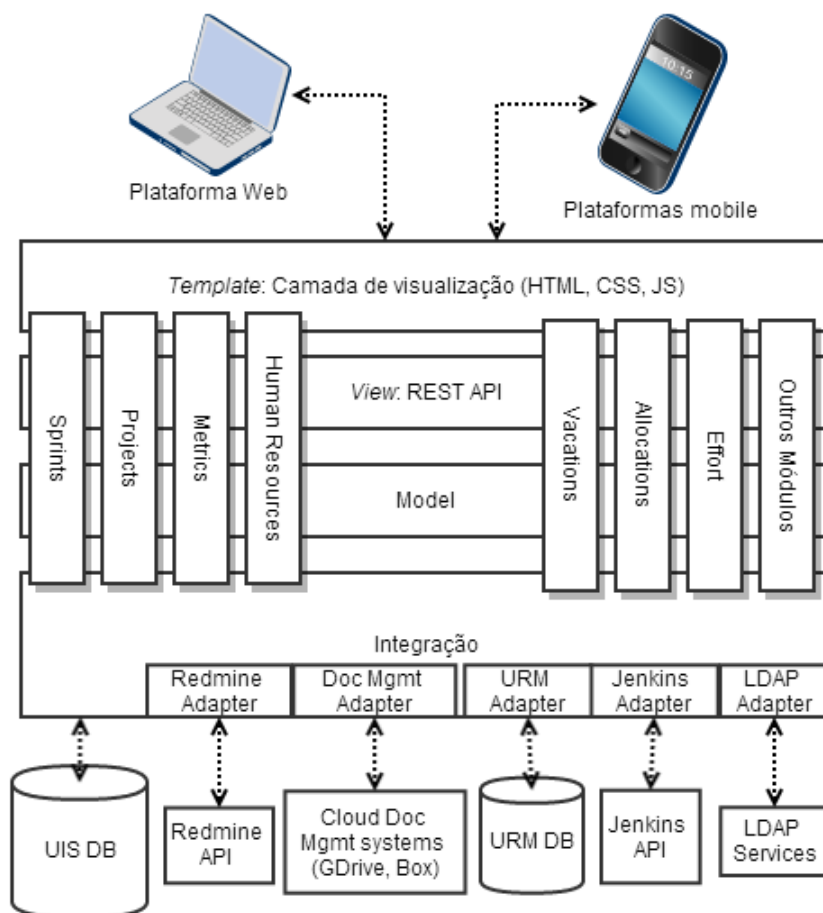 10:15
Plataforma Web
Plataformas mobile
Template: Camada de visualização (HTML, CSS, JS)
Sprints
Projects
Metrics
Human Resources
View: REST API
Model
Vacations
Allocations
Effort
Outros Módulos
Integração
Redmine
Adapter
Doc Mgmt
Adapter
URM
Adapter
Jenkins
Adapter
LDAP
Adapter
UIS DB
Redmine
API
Cloud Doc
Mgmt systems
(GDrive, Box)
URM DB
Jenkins
API
LDAP
Services